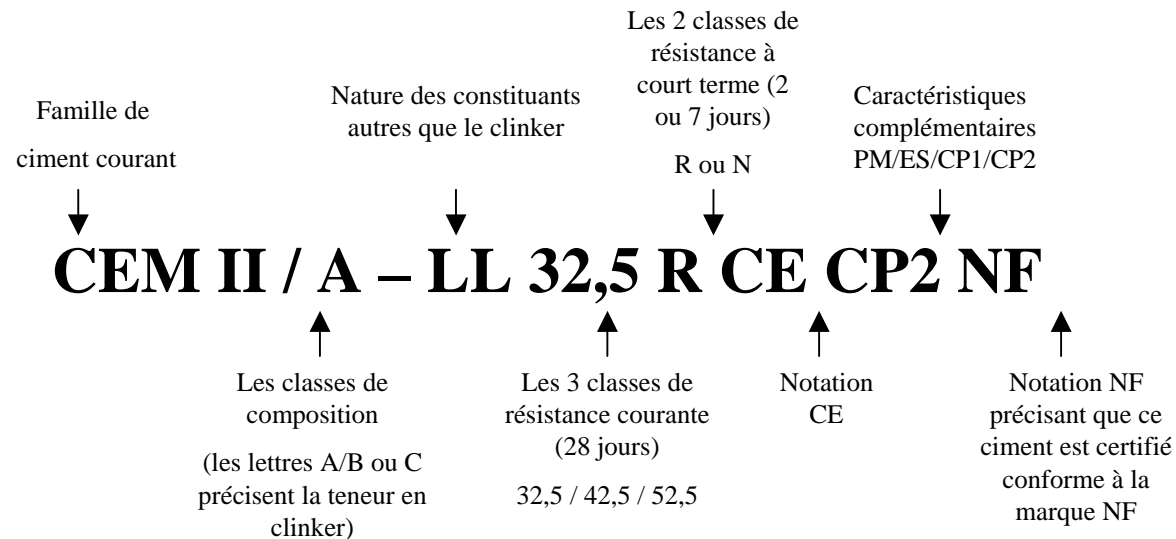 Famille de
ciment courant
Nature des constituants
autres que le clinker
Les 2 classes de
résistance à
court terme (2
ou 7 jours)
R ou N
Caractéristiques
complémentaires
PM/ES/CP1/CP2
CEM II / A – LL 32,5 R CE CP2 NF
Les classes de
composition
(les lettres A/B ou C
précisent la teneur en
clinker)
Les 3 classes de
résistance courante
(28 jours)
32,5 / 42,5 / 52,5
Notation
CE
Notation NF
précisant que ce
ciment est certifié
conforme à la
marque NF